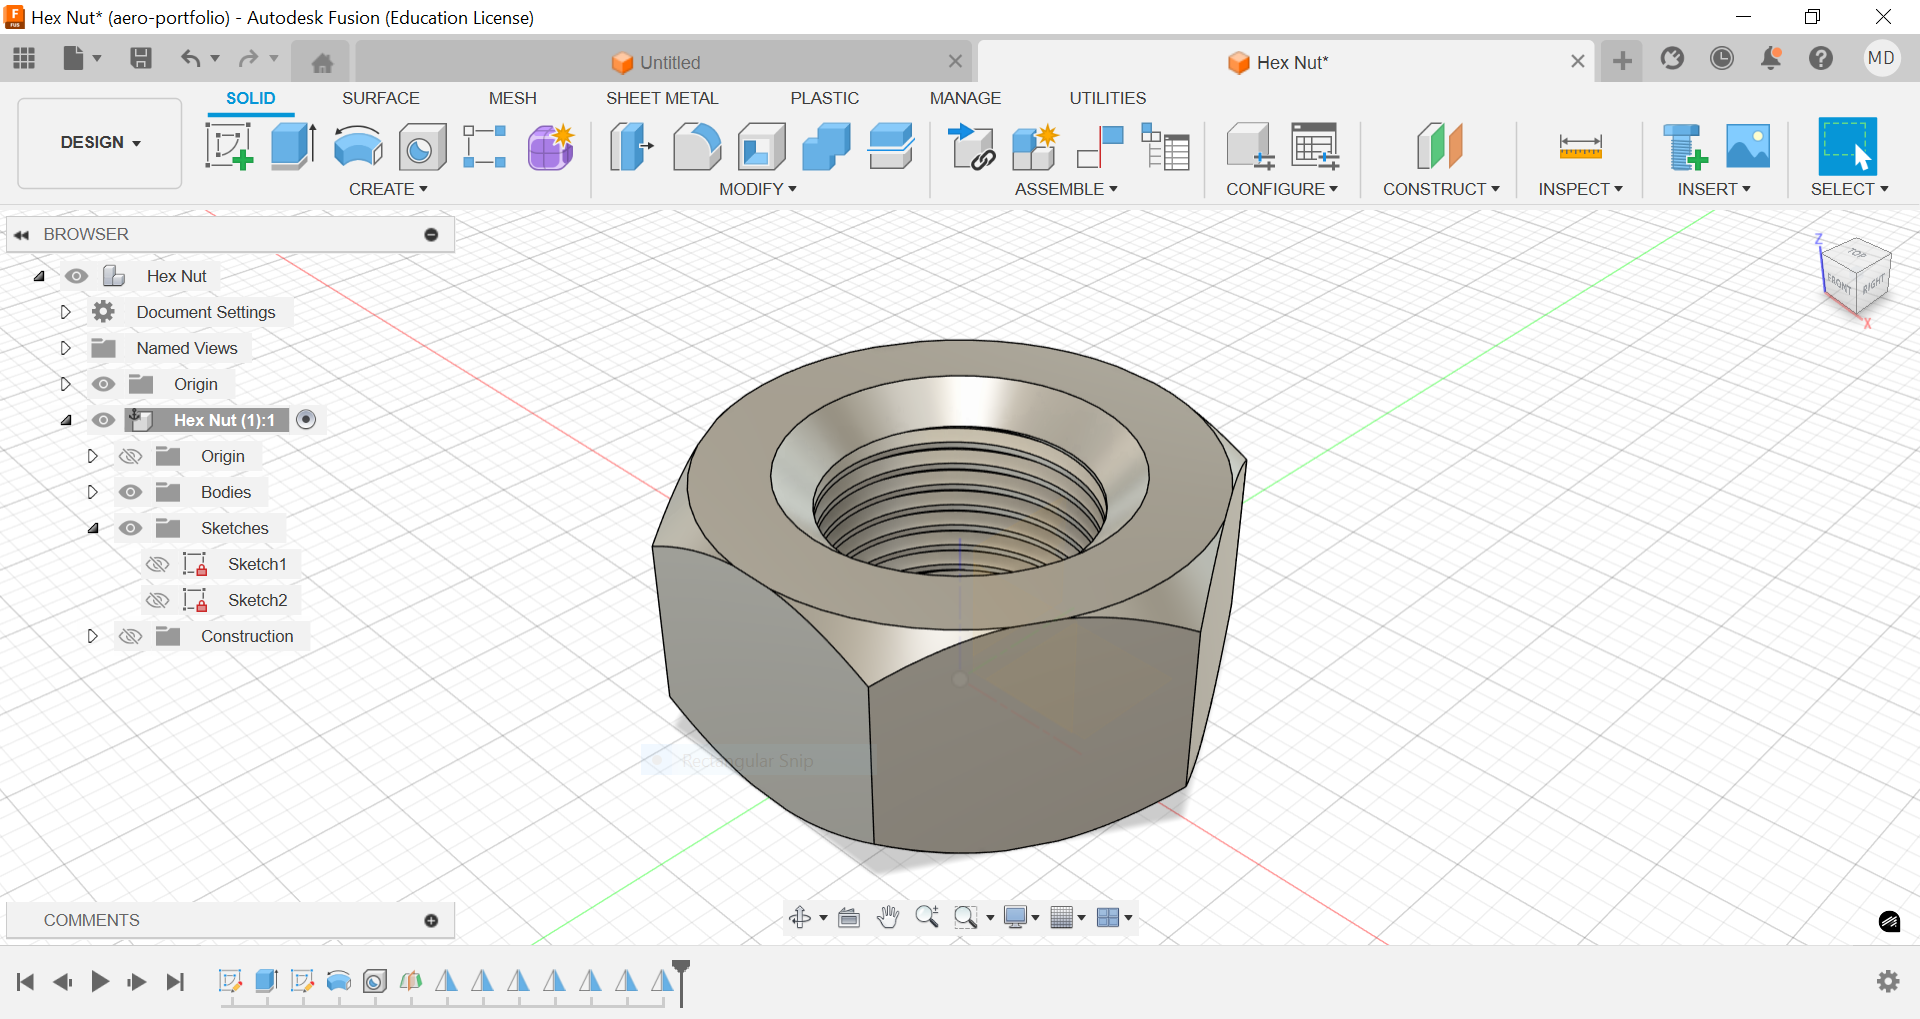 Hex Nut* (aero-portfolio) - Autodesk Fusion (Education License)
Untitled
Hex Nut*
MD
SOLID SURFACE MESH SHEET METAL PLASTIC MANAGE UTILITIES
DESIGN
CREATE MODIFY ASSEMBLE CONFIGURE CONSTRUCT INSPECT INSERT SELECT
BROWSER
Hex Nut
Document Settings
Named Views
Origin
Hex Nut (1):1
Origin
Bodies
Sketches
Sketch1
Sketch2
Construction
Z
TOP
FRONT
RIGHT
X
Rectangular Snip
COMMENTS